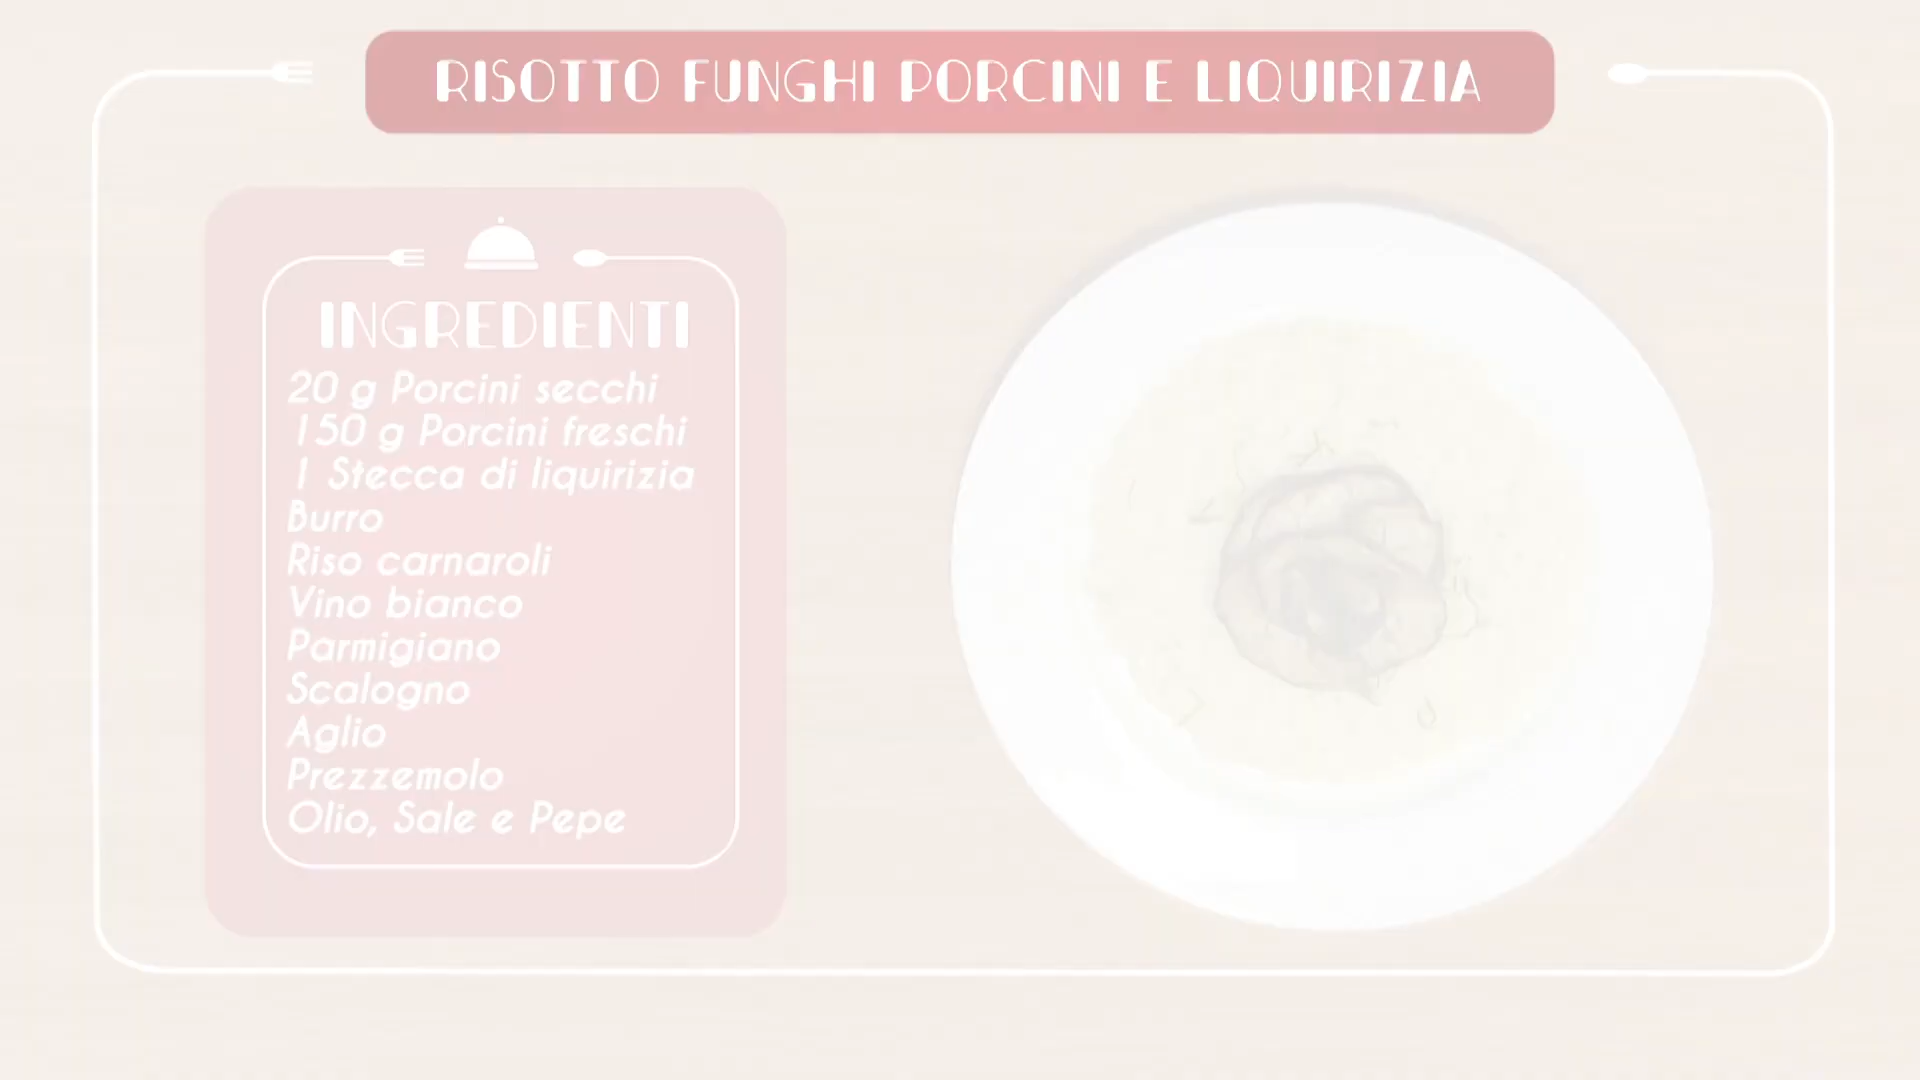 RISOTTO FUNGHI PORCINI E LIQUIRIZIA
INGREDIENTI
20 g Porcini secchi
150 g Porcini freschi
1 Stecca di liquirizia
Burro
Riso carnaroli
Vino bianco
Parmigiano
Scalogno
Aglio
Prezzemolo
Olio, Sale e Pepe